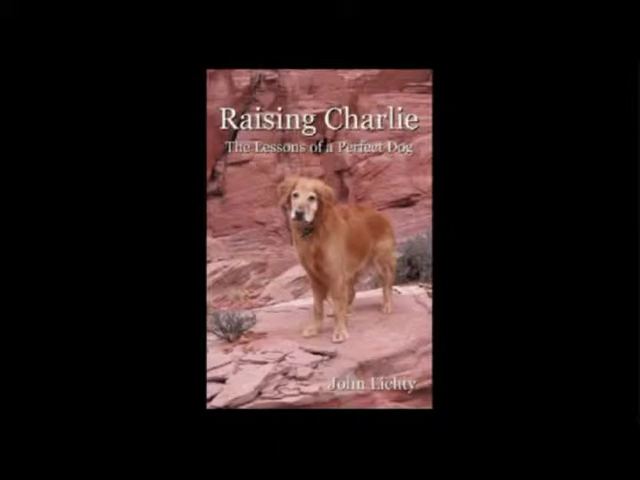 Raising Charlie
The Lessons of a Perfect Dog
John Lichty